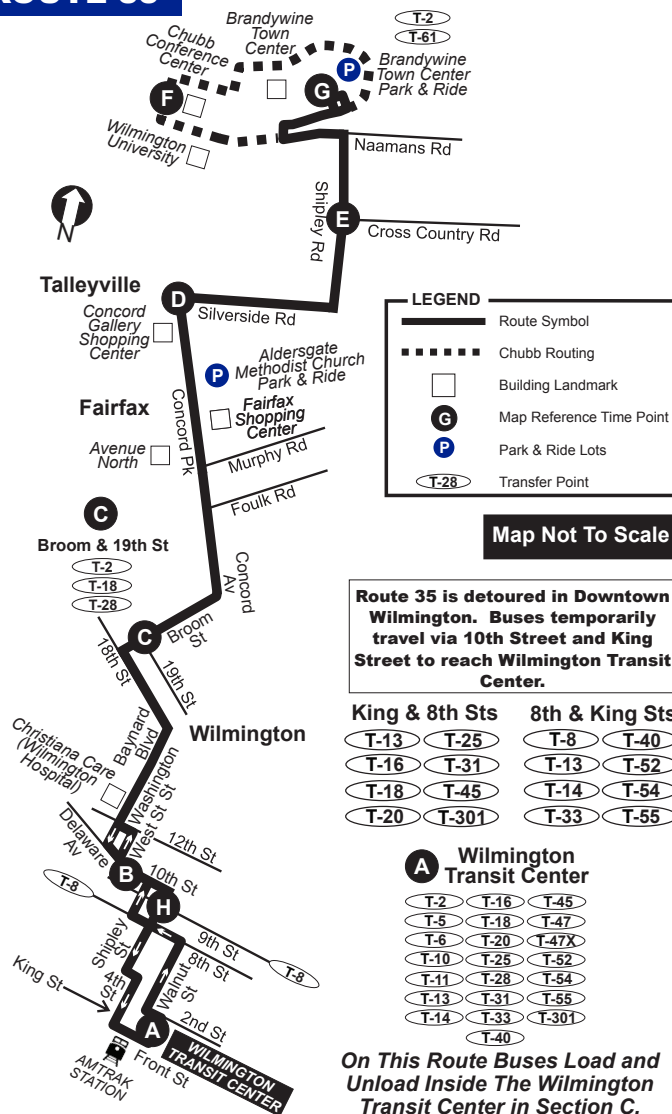 ROUTE 35
T-2
T-61
Brandywine
Town
Center
Chubb
Conference
Center
P
Brandywine
Town Center
Park & Ride
G
F
Wilmington
University
Naamans Rd
N
Shipley Rd
E
Cross Country Rd
Talleyville
D
Silverside Rd
Concord
Gallery
Shopping
Center
LEGEND
Route Symbol
Chubb Routing
Building Landmark
G
Map Reference Time Point
P
Park & Ride Lots
T-28
Transfer Point
Aldersgate
Methodist Church
Park & Ride
P
Concord Pk
Fairfax
Fairfax
Shopping
Center
Avenue
North
Murphy Rd
Foulk Rd
C
Broom & 19th St
T-2
T-18
T-28
Map Not To Scale
Concord
Av
Broom
St
C
18th St
19th St
Route 35 is detoured in Downtown
Wilmington. Buses temporarily
travel via 10th Street and King
Street to reach Wilmington Transit
Center.
Wilmington
Baynard
Blvd
Christiana Care
(Wilmington
Hospital)
Washington
St
West St
12th St
Delaware
Av
B
10th St
H
T-8
9th St
8th St
T-8
Shipley
St
4th
St
King St
Walnut
St
2nd St
A
Front St
WILMINGTON
TRANSIT CENTER
AMTRAK
STATION
King & 8th Sts
T-13 T-25
T-16 T-31
T-18 T-45
T-20 T-301
8th & King Sts
T-8 T-40
T-13 T-52
T-14 T-54
T-33 T-55
A
Wilmington
Transit Center
T-2 T-16 T-45
T-5 T-18 T-47
T-6 T-20 T-47X
T-10 T-25 T-52
T-11 T-28 T-54
T-13 T-31 T-55
T-14 T-33 T-301
T-40
On This Route Buses Load and
Unload Inside The Wilmington
Transit Center in Section C.